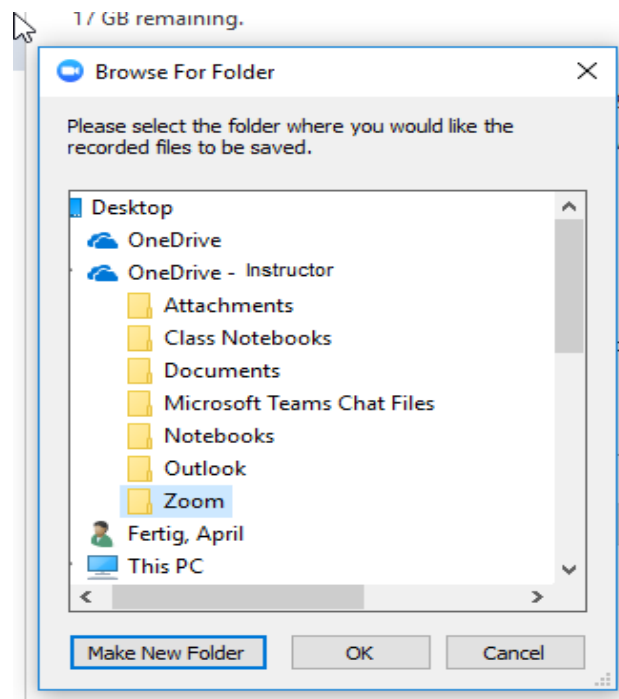 17 GB remaining.
Browse For Folder
Please select the folder where you would like the
recorded files to be saved.
Desktop
OneDrive
OneDrive - Instructor
Attachments
Class Notebooks
Documents
Microsoft Teams Chat Files
Notebooks
Outlook
Zoom
Fertig, April
This PC
Make New Folder OK Cancel